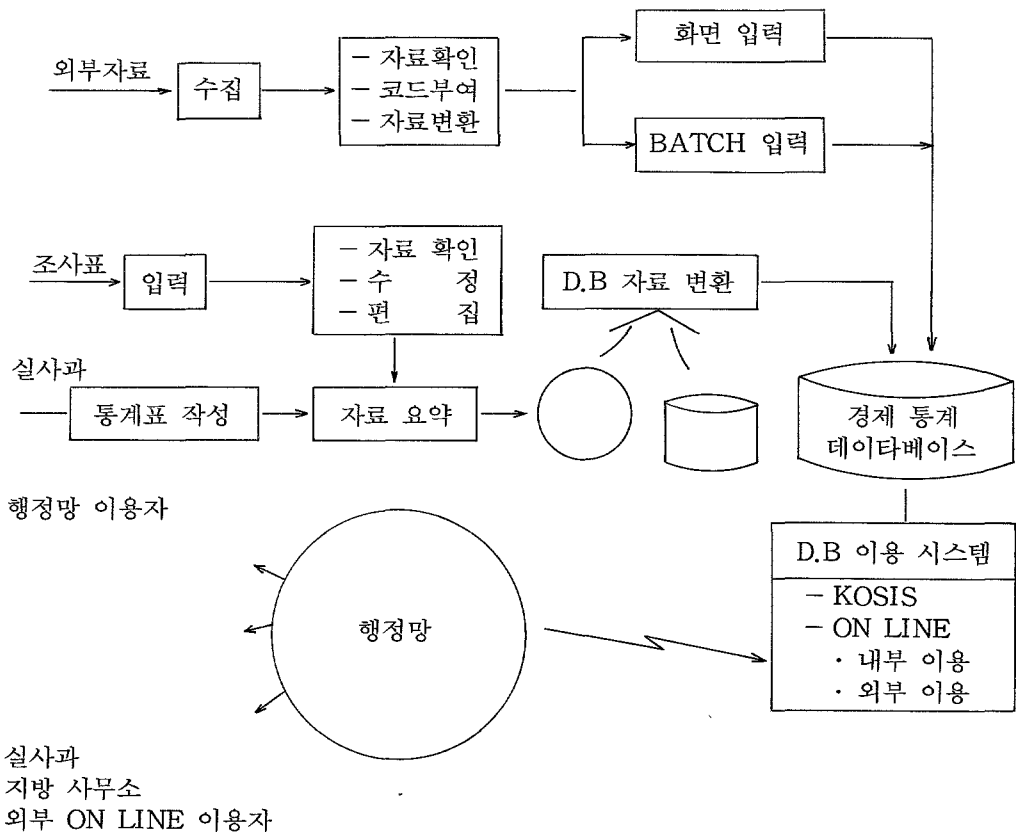 외부자료
수집
- 자료확인
- 코드부여
- 자료변환
화면 입력
BATCH 입력
조사표
입력
- 자료 확인
- 수 정
- 편 집
D.B 자료 변환
실사과
통계표 작성
자료 요약
경제 통계
데이타베이스
행정망 이용자
행정망
D.B 이용 시스템
- KOSIS
- ON LINE
· 내부 이용
· 외부 이용
실사과
지방 사무소
외부 ON LINE 이용자